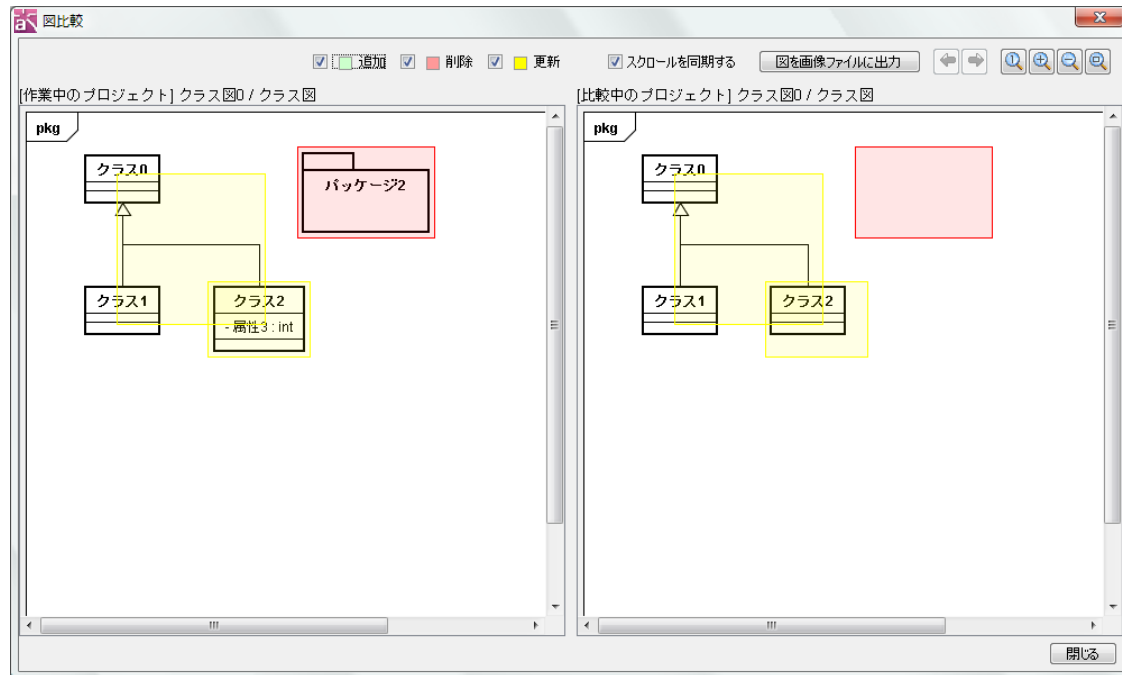 図比較
追加 削除 更新 スクロールを同期する 図を画像ファイルに出力
[作業中のプロジェクト] クラス図0 / クラス図
pkg
クラス0
パッケージ2
クラス1
クラス2
- 属性3 : int
[比較中のプロジェクト] クラス図0 / クラス図
pkg
クラス0
クラス1
クラス2
閉じる